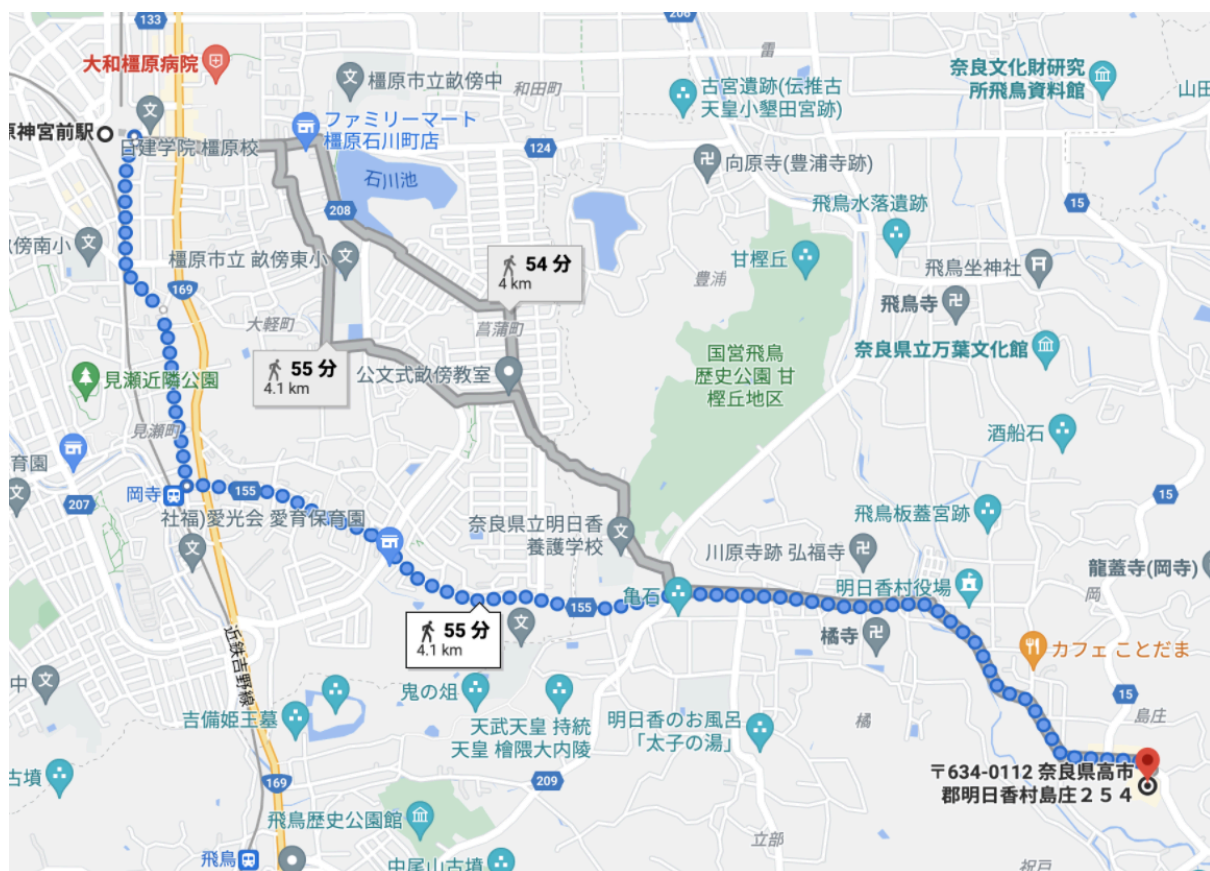 133
206
雷
大和橿原病院
橿原市立畝傍中
和田町
古宮遺跡(伝推古
天皇小墾田宮跡)
奈良文化財研究
所飛鳥資料館
山田
原神宮前駅
日建学院 橿原校
ファミリーマート
橿原石川町店
124
石川池
向原寺(豊浦寺跡)
15
208
飛鳥水落遺跡
畝傍南小
橿原市立 畝傍東小
54 分
4 km
甘樫丘
豊浦
飛鳥坐神社
169
飛鳥寺
大軽町
菖蒲町
奈良県立万葉文化館
55 分
4.1 km
公文式畝傍教室
国営飛鳥
歴史公園 甘
樫丘地区
見瀬近隣公園
見瀬町
酒船石
育園
207
岡寺
155
15
社福)愛光会 愛育保育園
奈良県立明日香
養護学校
飛鳥板蓋宮跡
川原寺跡 弘福寺
龍蓋寺(岡寺)
亀石
明日香村役場
岡
155
55 分
4.1 km
橘寺
カフェ ことだま
近鉄吉野線
中
鬼の俎
吉備姫王墓
天武天皇 持統
天皇 檜隈大内陵
明日香のお風呂
「太子の湯」
橘
15
島庄
古墳
169
209
〒634-0112 奈良県高市
郡明日香村島庄254
飛鳥歴史公園館
立部
飛鳥
中尾山古墳
祝戸